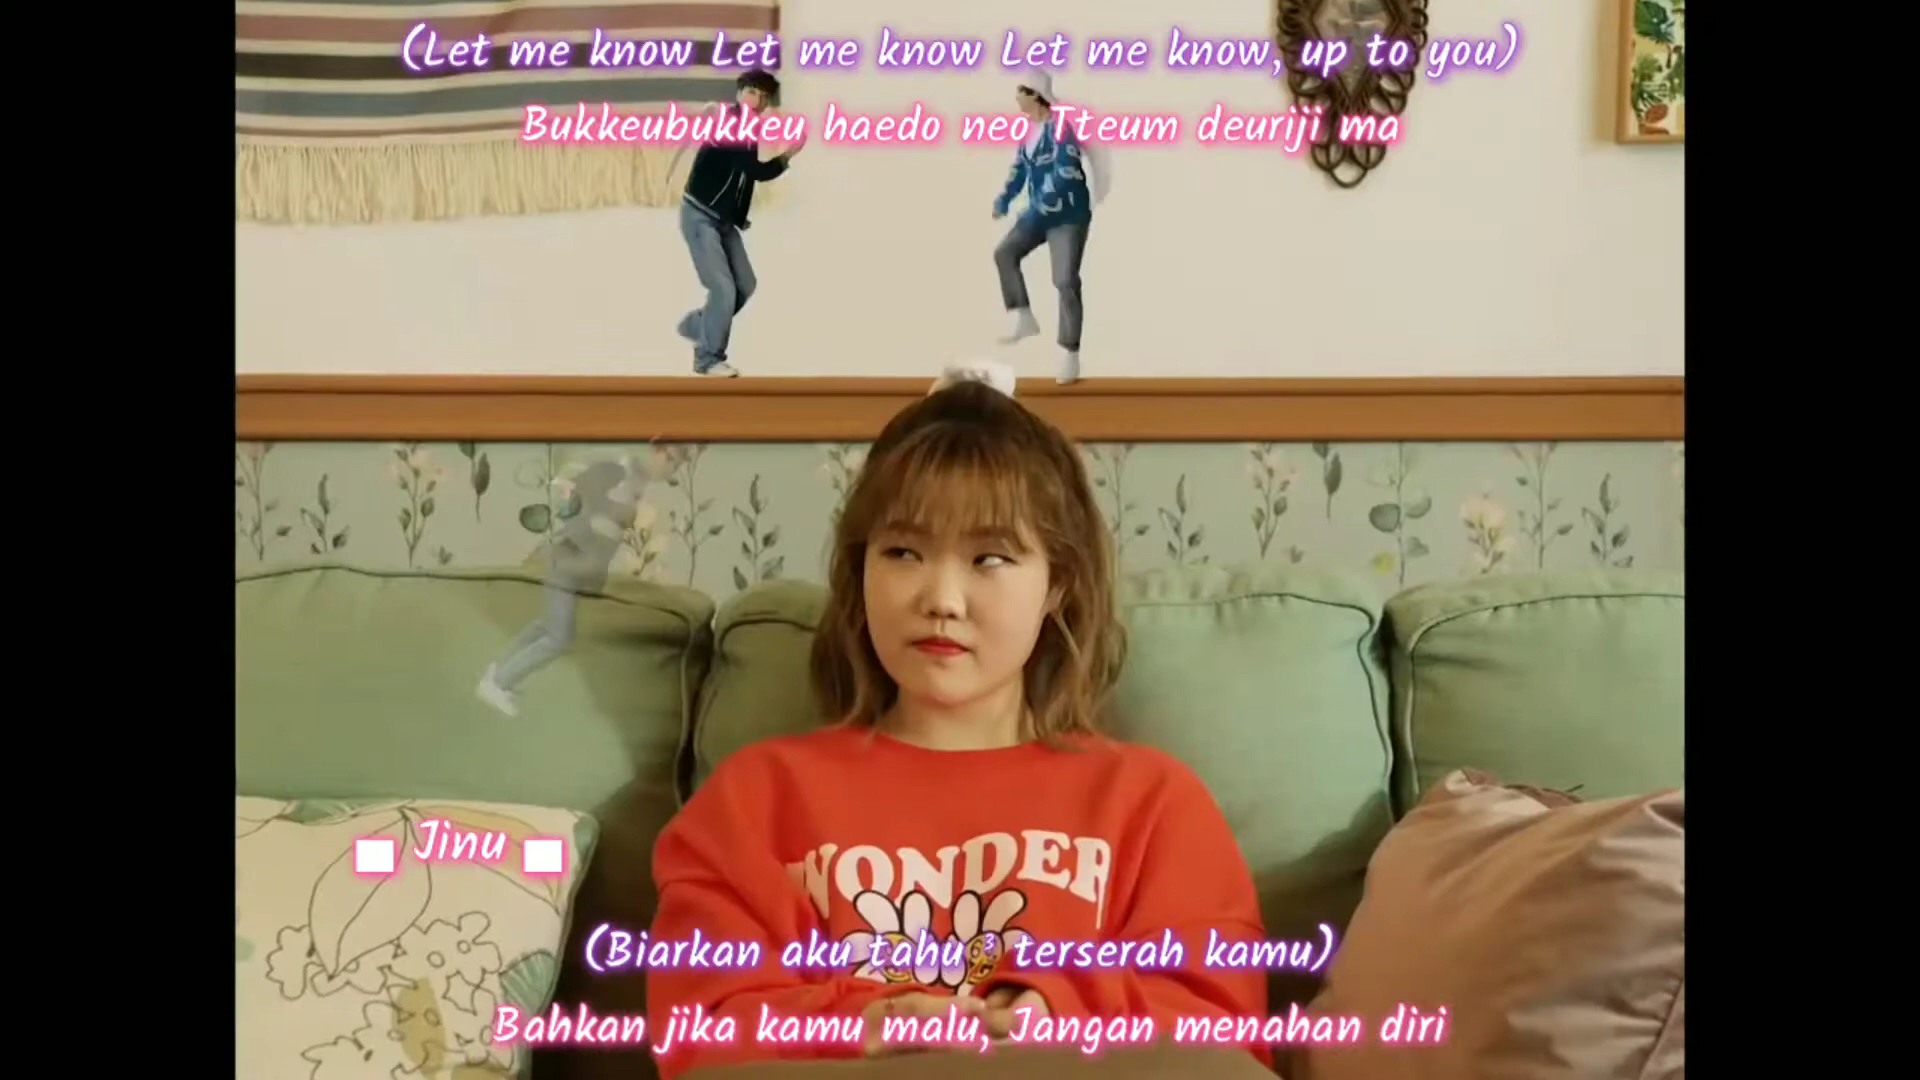 (Let me know Let me know Let me know, up to you)
Bukkeubukkeu haedo neo Tteum deuriji ma
Jinu
WONDER
(Biarkan aku tahu ³ terserah kamu)
Bahkan jika kamu malu, Jangan menahan diri